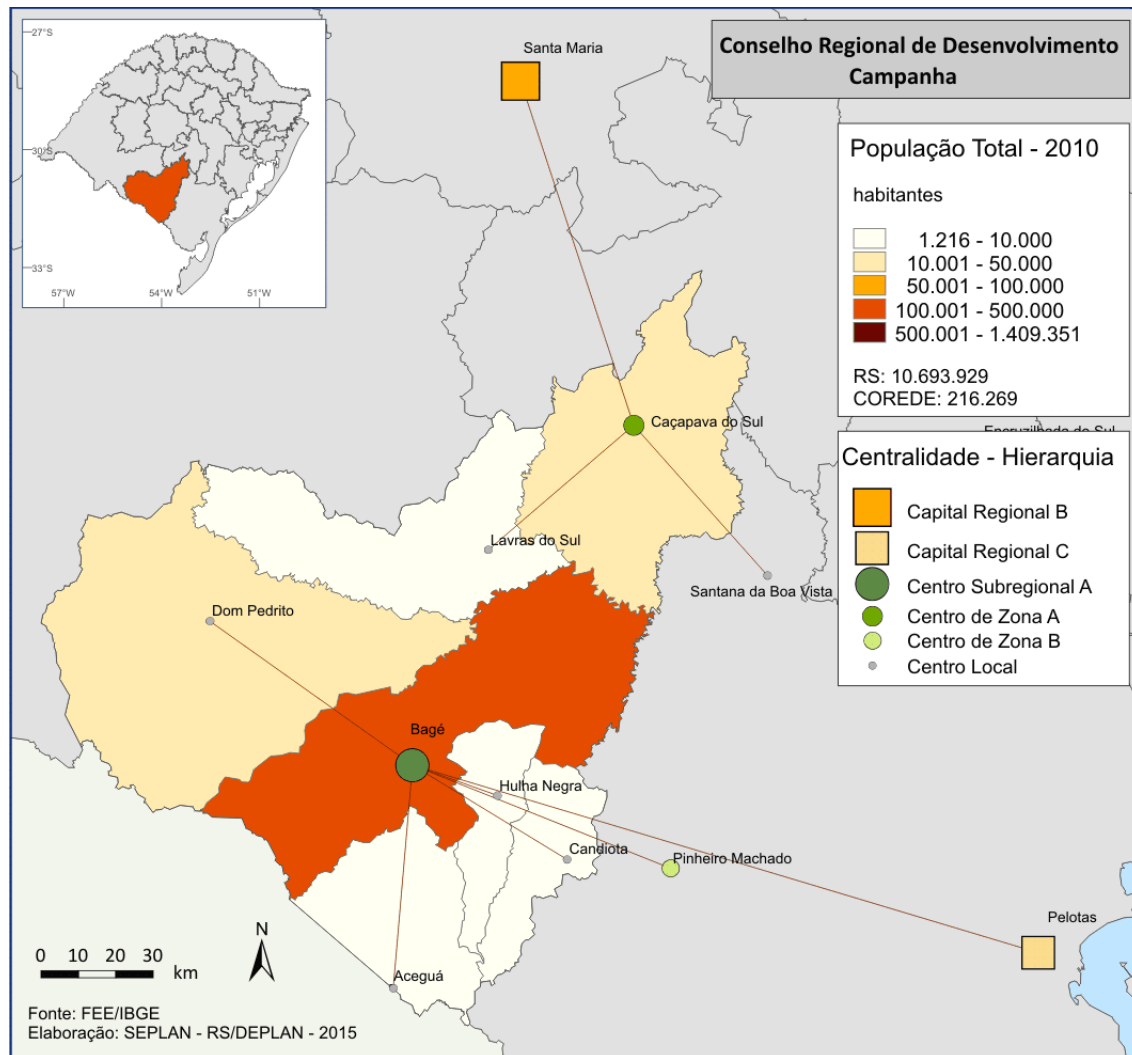 27°S
30°S
33°S
57°W
54°W
51°W
Santa Maria
Conselho Regional de Desenvolvimento
Campanha
População Total - 2010
habitantes
1.216 - 10.000
10.001 - 50.000
50.001 - 100.000
100.001 - 500.000
500.001 - 1.409.351
RS: 10.693.929
COREDE: 216.269
Caçapava do Sul
Encruzilhada do Sul
Centralidade - Hierarquia
Capital Regional B
Capital Regional C
Centro Subregional A
Centro de Zona A
Centro de Zona B
Centro Local
Lavras do Sul
Santana da Boa Vista
Dom Pedrito
Bagé
Hulha Negra
Candiota
Pinheiro Machado
Pelotas
Aceguá
N
0 10 20 30
km
Fonte: FEE/IBGE
Elaboração: SEPLAN - RS/DEPLAN - 2015